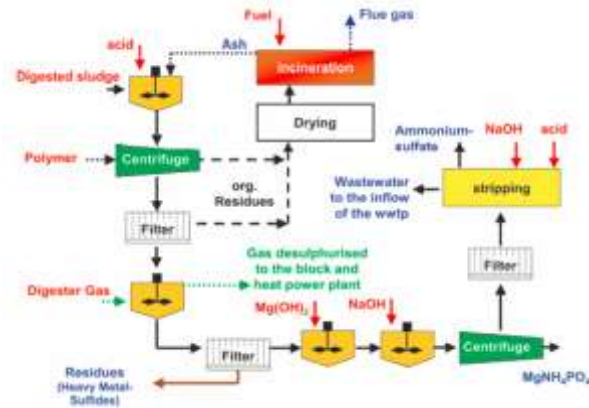 Fuel
Flue gas
acid
Ash
Digested sludge
incineration
Drying
Ammonium-
sulfate
NaOH
acid
Polymer
Centrifuge
Wastewater
to the inflow
of the wwtp
stripping
org.
Residues
Filter
Gas desulphurised
to the block and
heat power plant
Filter
Digester Gas
Mg(OH)₂
NaOH
Filter
Centrifuge
Residues
(Heavy Metal-
Sulfides)
MgNH₄PO₄